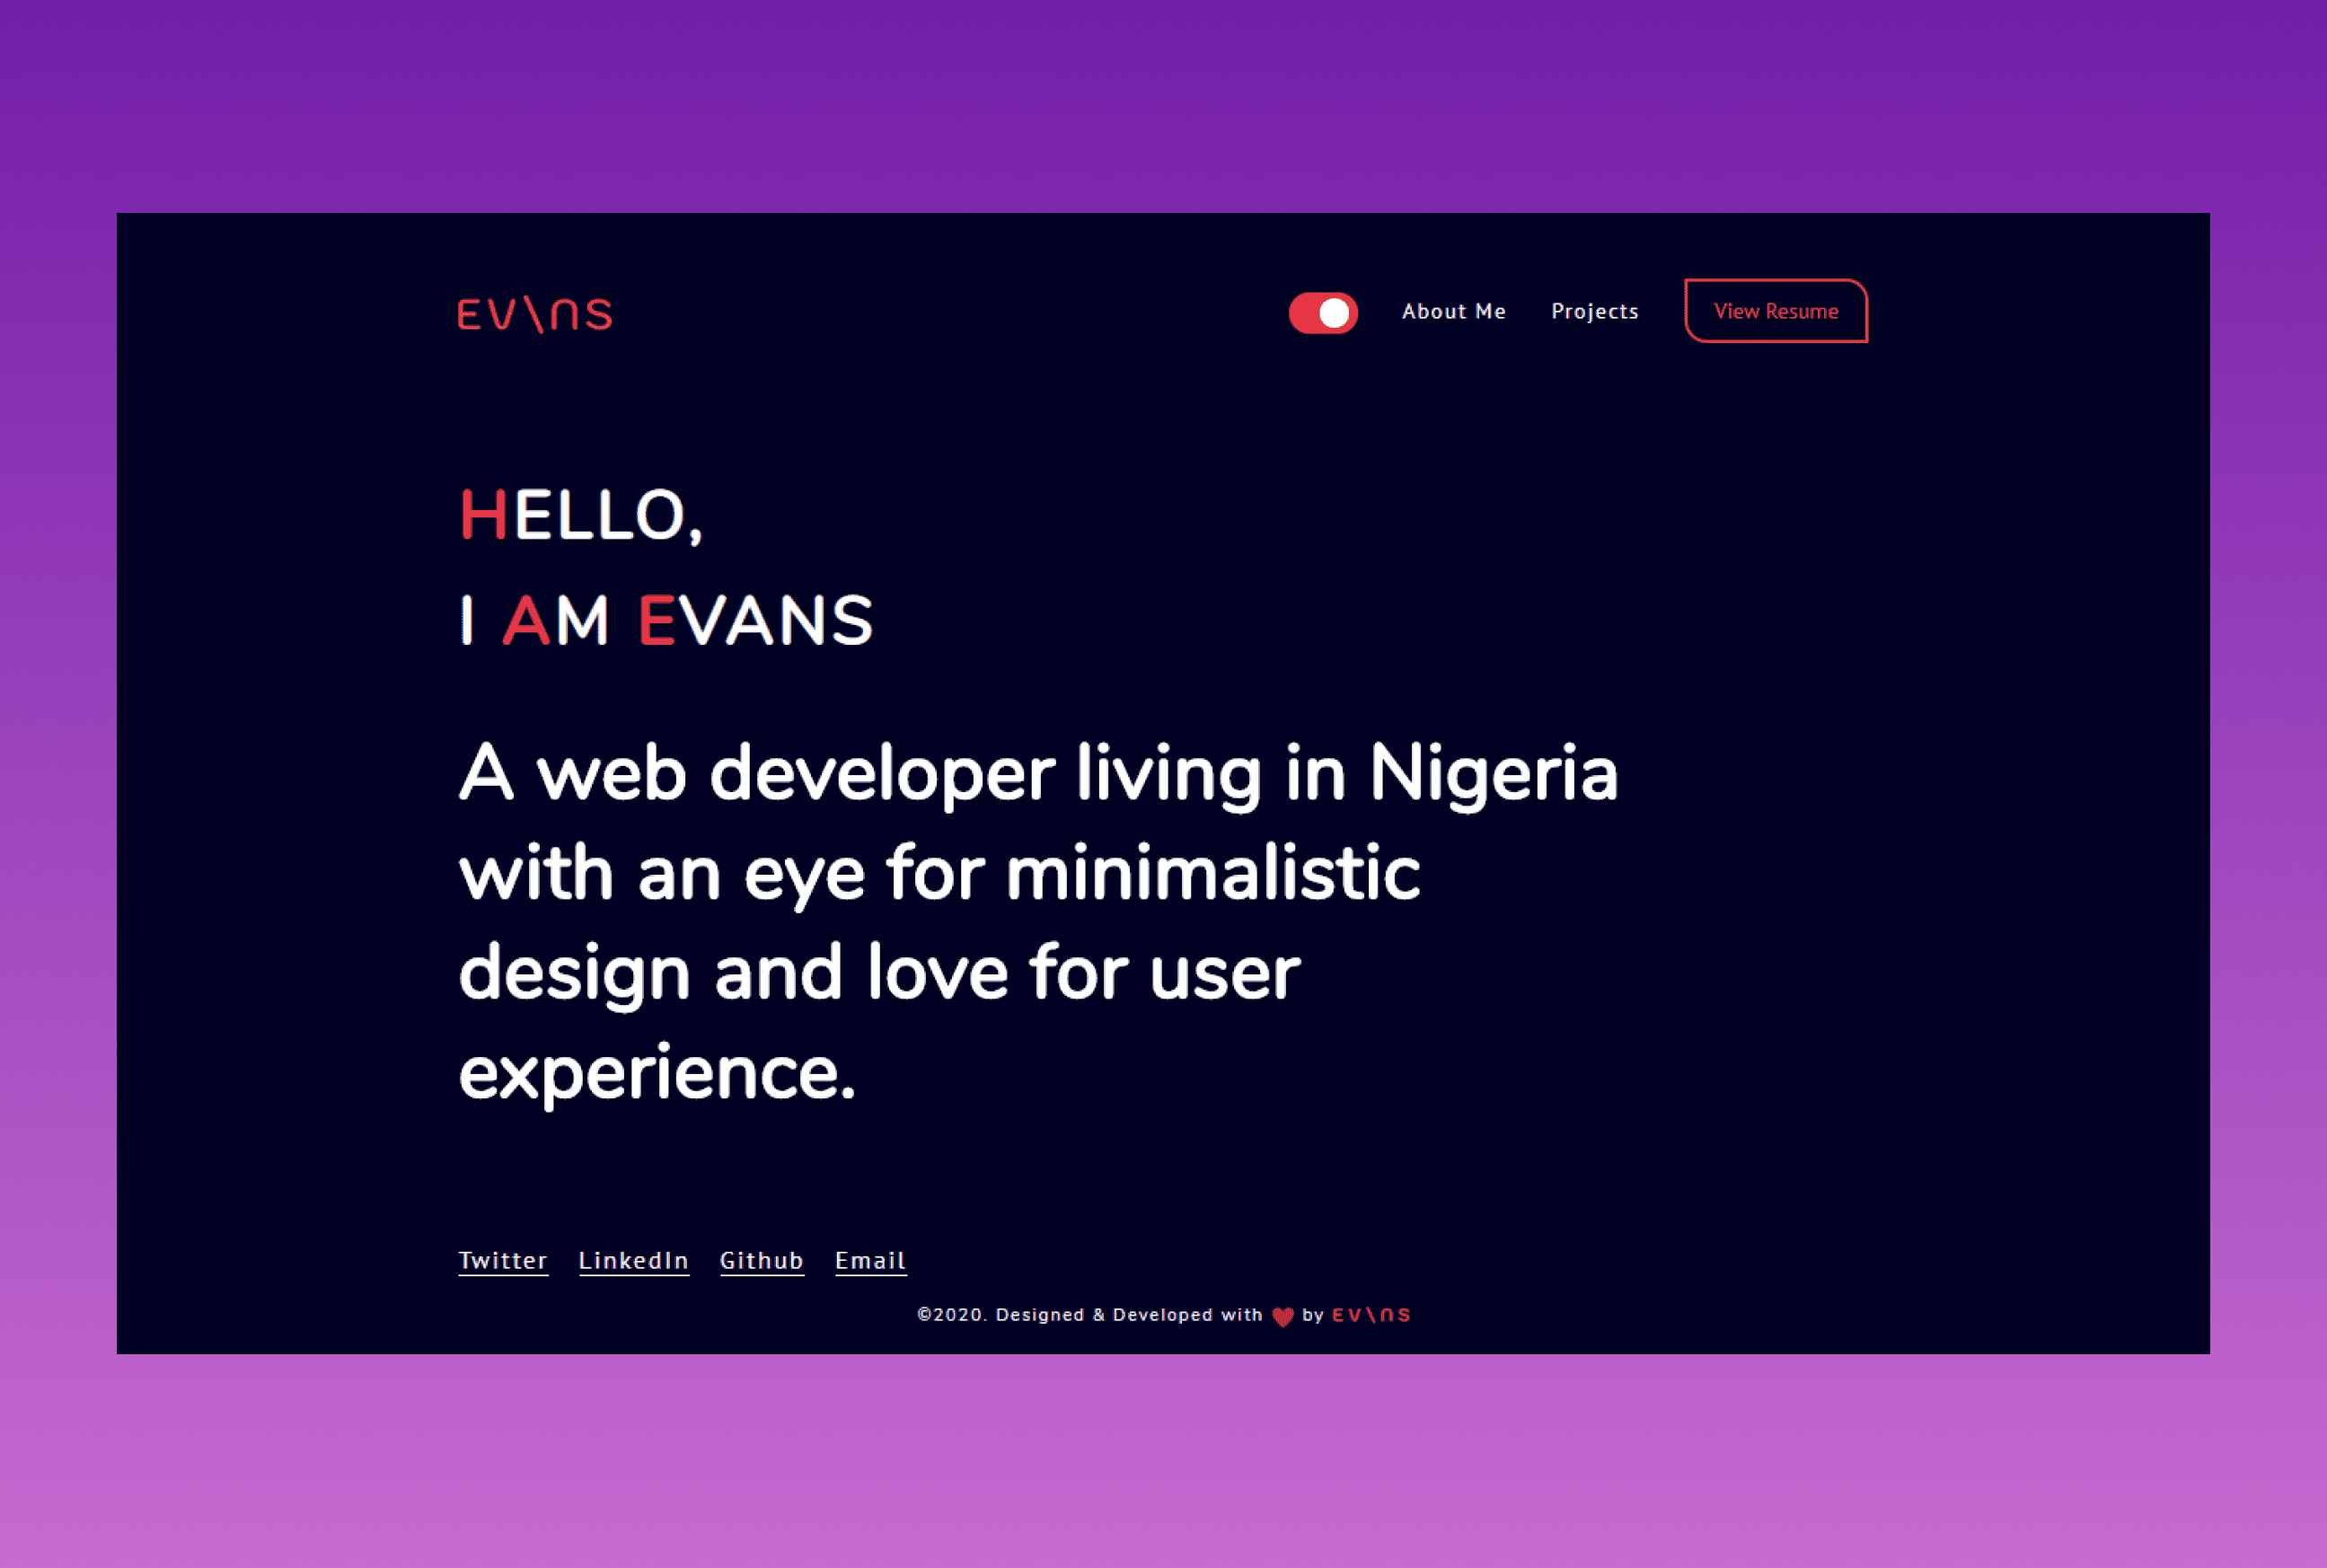 EV\NS
About Me Projects View Resume
HELLO,
I AM EVANS
A web developer living in Nigeria
with an eye for minimalistic
design and love for user
experience.
Twitter LinkedIn Github Email
©2020. Designed & Developed with ❤ by EV\NS